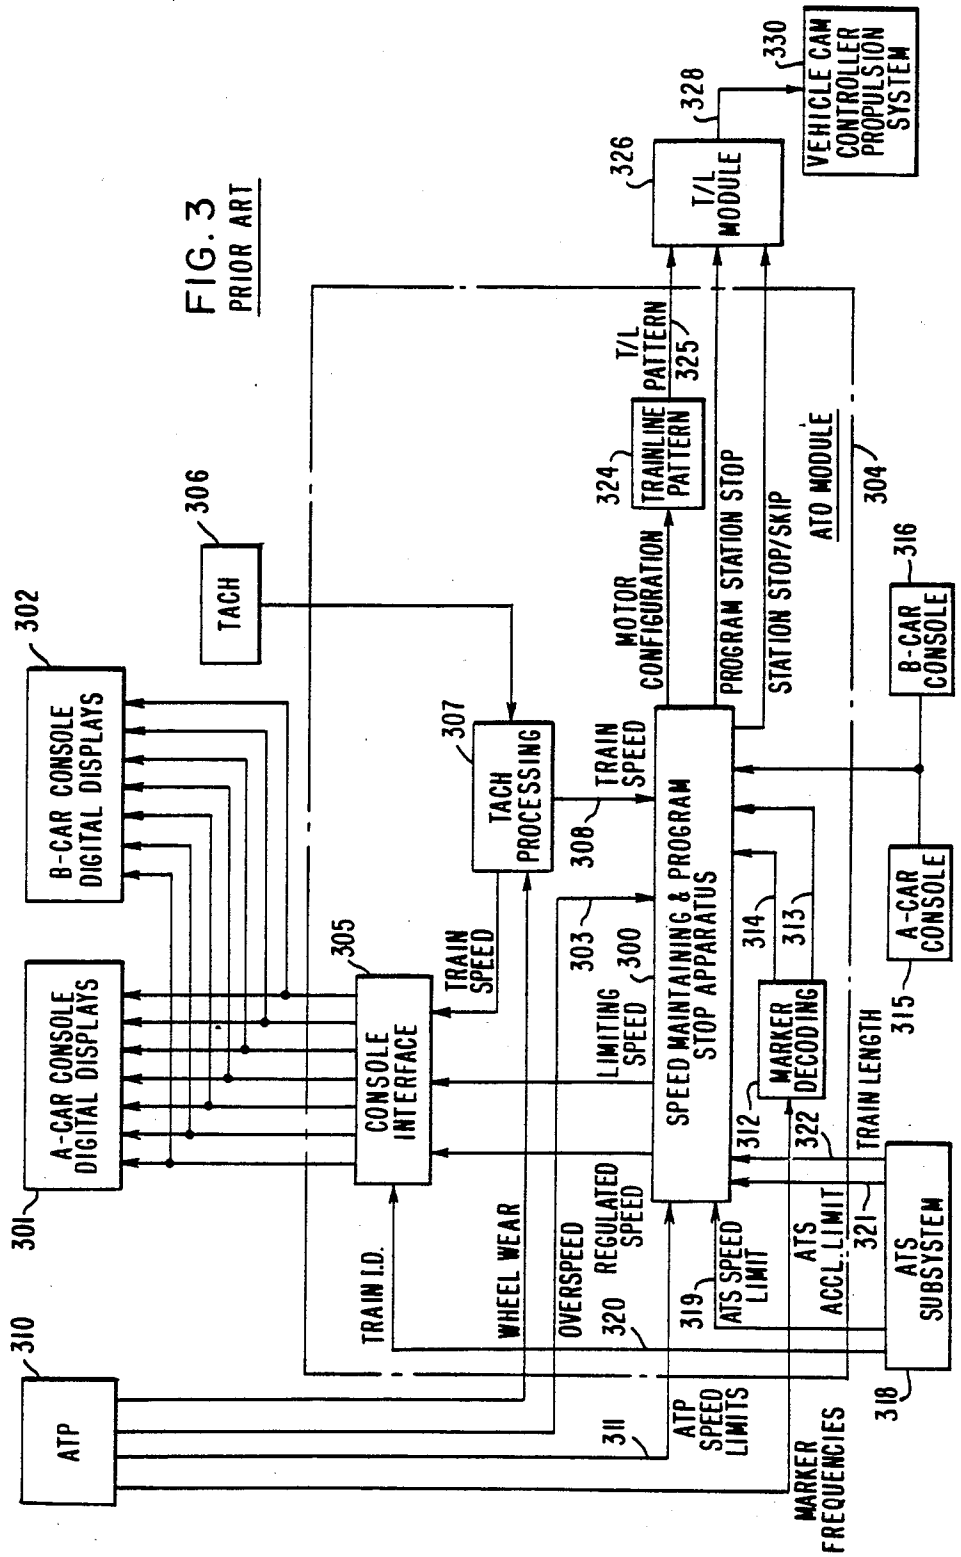 FIG. 3
PRIOR ART
310
ATP
301
A-CAR CONSOLE
DIGITAL DISPLAYS
302
B-CAR CONSOLE
DIGITAL DISPLAYS
306
TACH
TRAIN I.D.
305
CONSOLE
INTERFACE
TRAIN
SPEED
307
TACH
PROCESSING
WHEEL WEAR
OVERSPEED
303
308
TRAIN
SPEED
320
REGULATED
SPEED
LIMITING
SPEED
300
SPEED MAINTAINING & PROGRAM
STOP APPARATUS
311
ATP
SPEED
LIMITS
319
ATS SPEED
LIMIT
MOTOR
CONFIGURATION
324
TRAINLINE
PATTERN
T/L
PATTERN
325
326
T/L
MODULE
328
330
VEHICLE CAM
CONTROLLER
PROPULSION
SYSTEM
PROGRAM STATION STOP
STATION STOP/SKIP
ATO MODULE
304
312
MARKER
DECODING
314
313
MARKER
FREQUENCIES
ATS
ACCL. LIMIT
321
322
TRAIN LENGTH
318
ATS
SUBSYSTEM
315
A-CAR
CONSOLE
316
B-CAR
CONSOLE